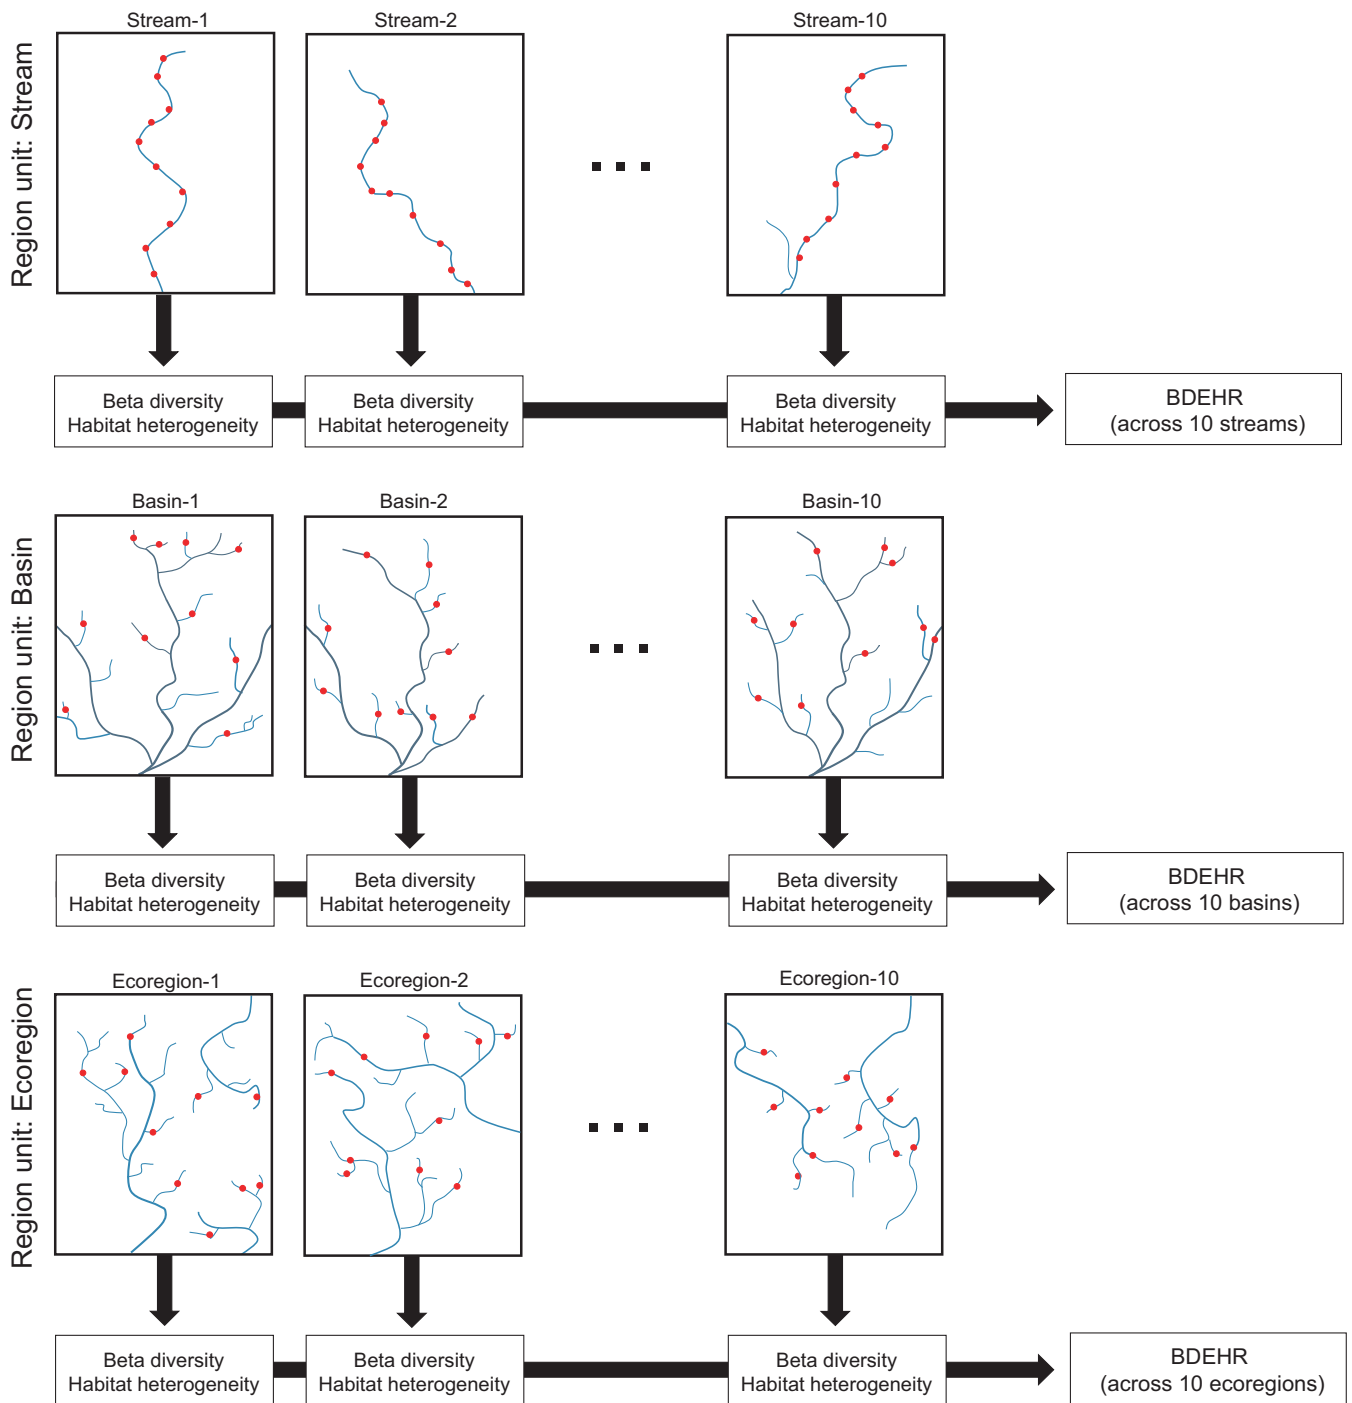 Region unit: Stream
Stream-1
Stream-2
Stream-10
Beta diversity
Habitat heterogeneity
Beta diversity
Habitat heterogeneity
Beta diversity
Habitat heterogeneity
BDEHR
(across 10 streams)
Region unit: Basin
Basin-1
Basin-2
Basin-10
Beta diversity
Habitat heterogeneity
Beta diversity
Habitat heterogeneity
Beta diversity
Habitat heterogeneity
BDEHR
(across 10 basins)
Region unit: Ecoregion
Ecoregion-1
Ecoregion-2
Ecoregion-10
Beta diversity
Habitat heterogeneity
Beta diversity
Habitat heterogeneity
Beta diversity
Habitat heterogeneity
BDEHR
(across 10 ecoregions)